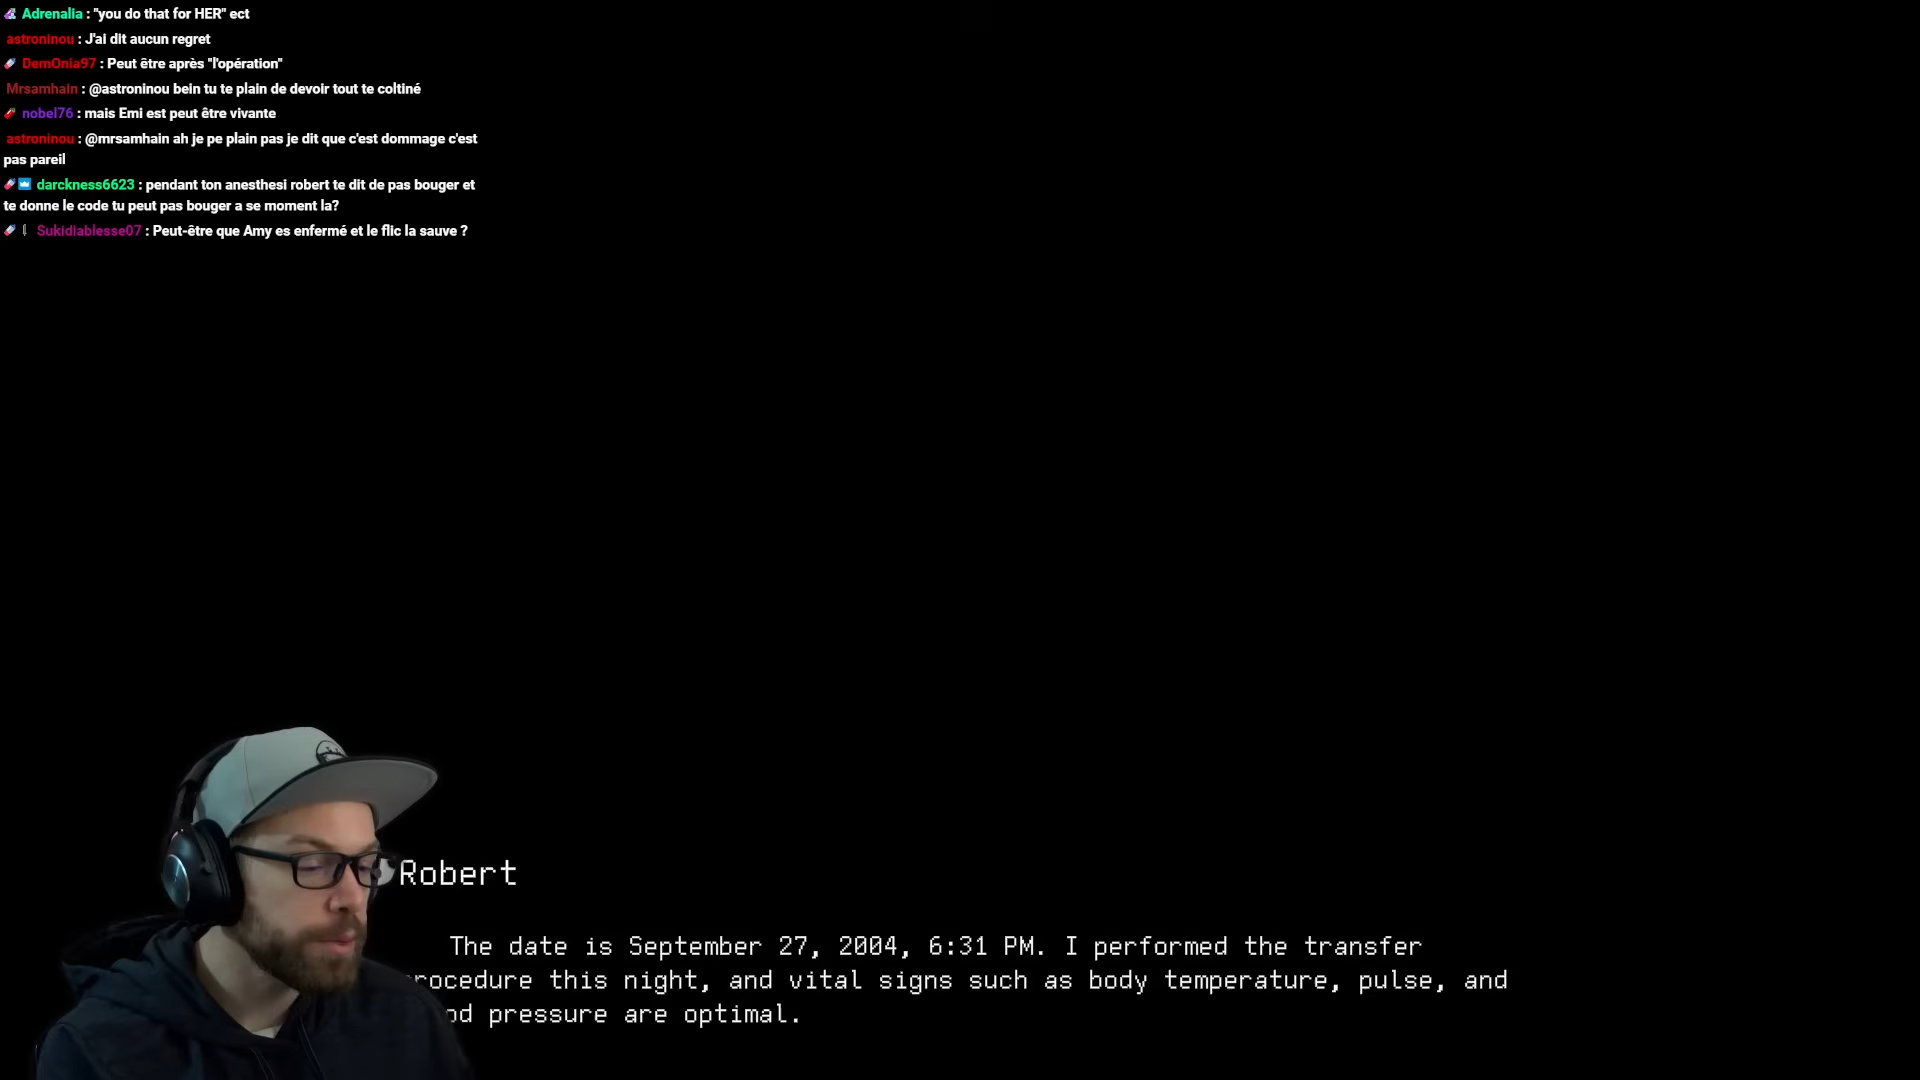 Adrenalia : "you do that for HER" ect
astroninou : J'ai dit aucun regret
DemOnia97 : Peut être après "l'opération"
Mrsamhain : @astroninou bein tu te plain de devoir tout te coltiné
nobel76 : mais Emi est peut être vivante
astroninou : @mrsamhain ah je pe plain pas je dit que c'est dommage c'est
pas pareil
darckness6623 : pendant ton anesthesi robert te dit de pas bouger et
te donne le code tu peut pas bouger a se moment la?
Sukidiablesse07 : Peut-être que Amy es enfermé et le flic la sauve ?
Robert
The date is September 27, 2004, 6:31 PM. I performed the transfer
rocedure this night, and vital signs such as body temperature, pulse, and
od pressure are optimal.